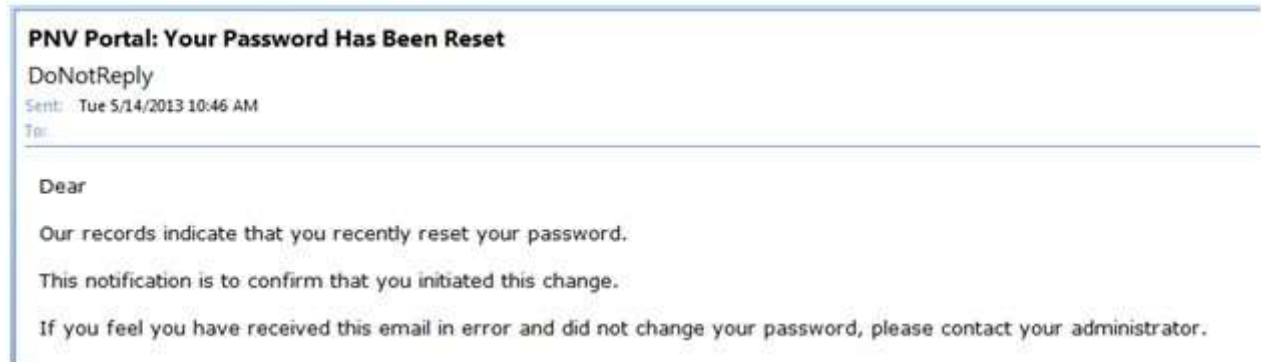 PNV Portal: Your Password Has Been Reset
DoNotReply
Sent: Tue 5/14/2013 10:46 AM
To:
Dear
Our records indicate that you recently reset your password.
This notification is to confirm that you initiated this change.
If you feel you have received this email in error and did not change your password, please contact your administrator.